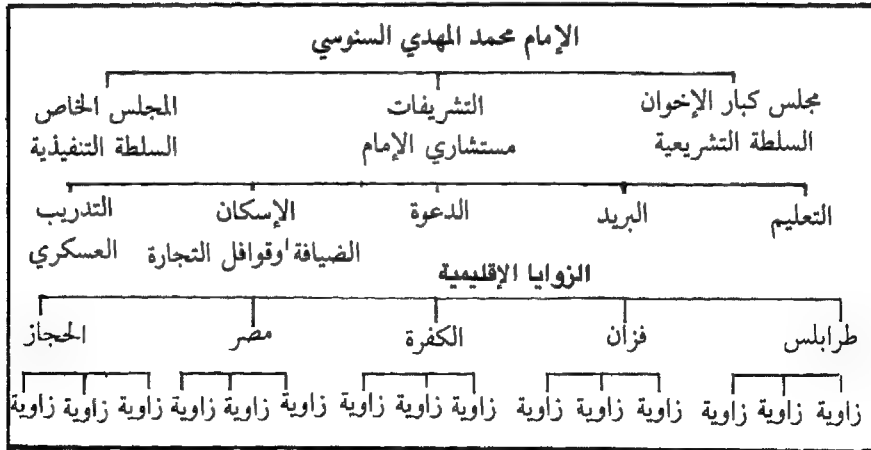 الإمام محمد المهدي السنوسي
مجلس كبار الإخوان التشريفات المجلس الخاص
السلطة التشريعية مستشاري الإمام السلطة التنفيذية
التعليم البريد الدعوة الإسكان التدريب
الضيافة وقوافل التجارة العسكري
الزوايا الإقليمية
طرابلس فزان الكفرة مصر الحجاز
زاوية زاوية زاوية زاوية زاوية زاوية زاوية زاوية زاوية زاوية زاوية زاوية زاوية زاوية زاوية